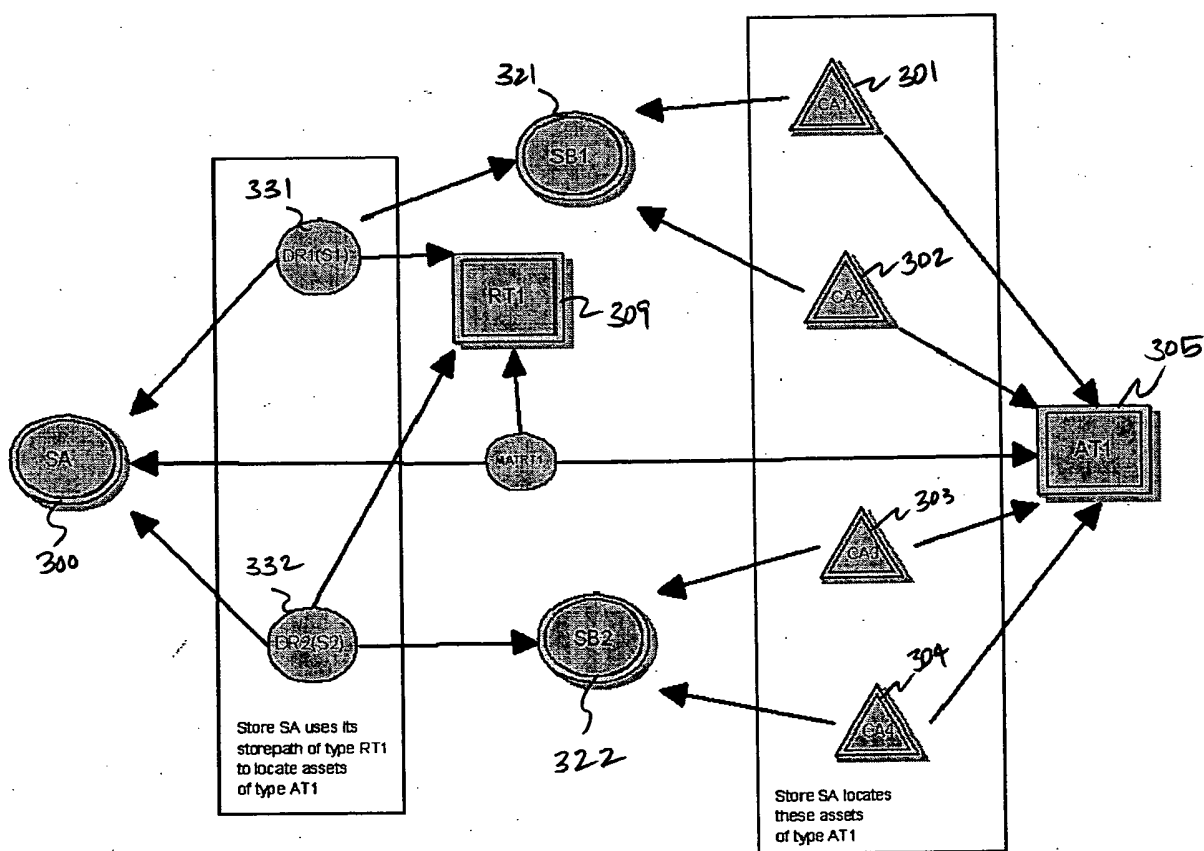 321
CA1
301
SB1
331
DR1(S1)
CA2
302
RT1
309
305
SA
MATRT1
AT1
300
CA3
303
332
DR2(S2)
SB2
304
CA4
322
Store SA uses its
storepath of type RT1
to locate assets
of type AT1
Store SA locates
these assets
of type AT1